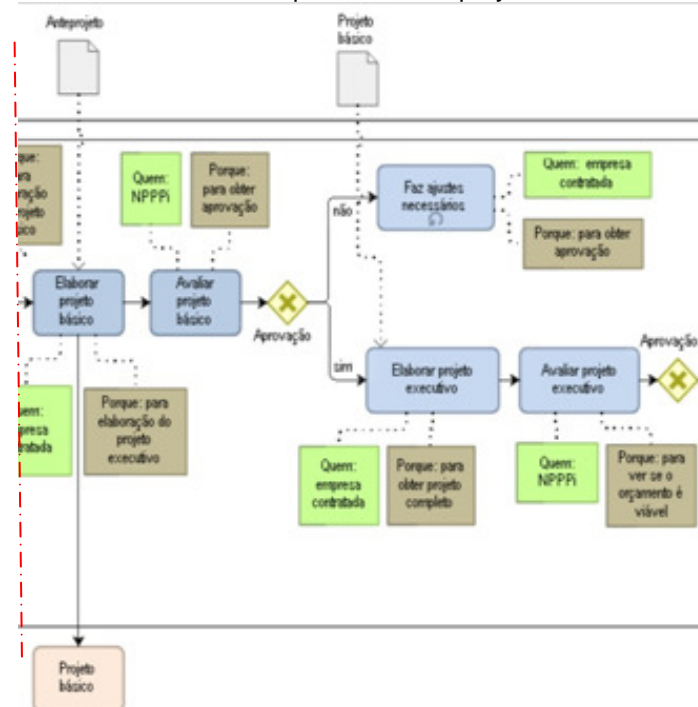 Anteprojeto
Projeto
básico
Quem:
NPPPi
Porque:
para obter
aprovação
Faz ajustes
necessários
Quem: empresa
contratada
Porque: para obter
aprovação
não
Elaborar
projeto
básico
Avaliar
projeto
básico
Aprovação
sim
Elaborar projeto
executivo
Avaliar projeto
executivo
Aprovação
Porque: para
elaboração do
projeto
executivo
Quem:
empresa
contratada
Porque: para
obter projeto
completo
Quem:
NPPPi
Porque: para
ver se o
orçamento é
viável
Projeto
básico